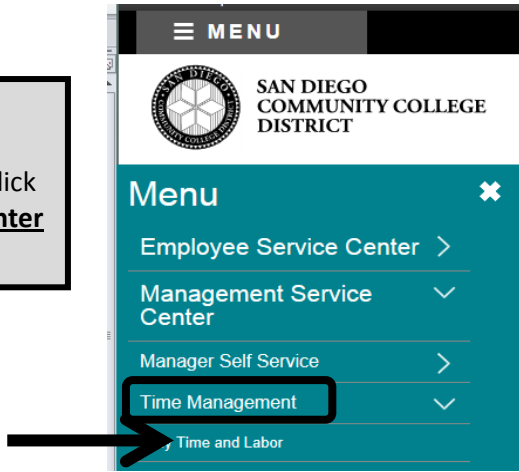 ☰ MENU
SAN DIEGO
COMMUNITY COLLEGE
DISTRICT
lick
nter
Menu ✖
Employee Service Center >
Management Service
Center
Manager Self Service >
Time Management
Time and Labor